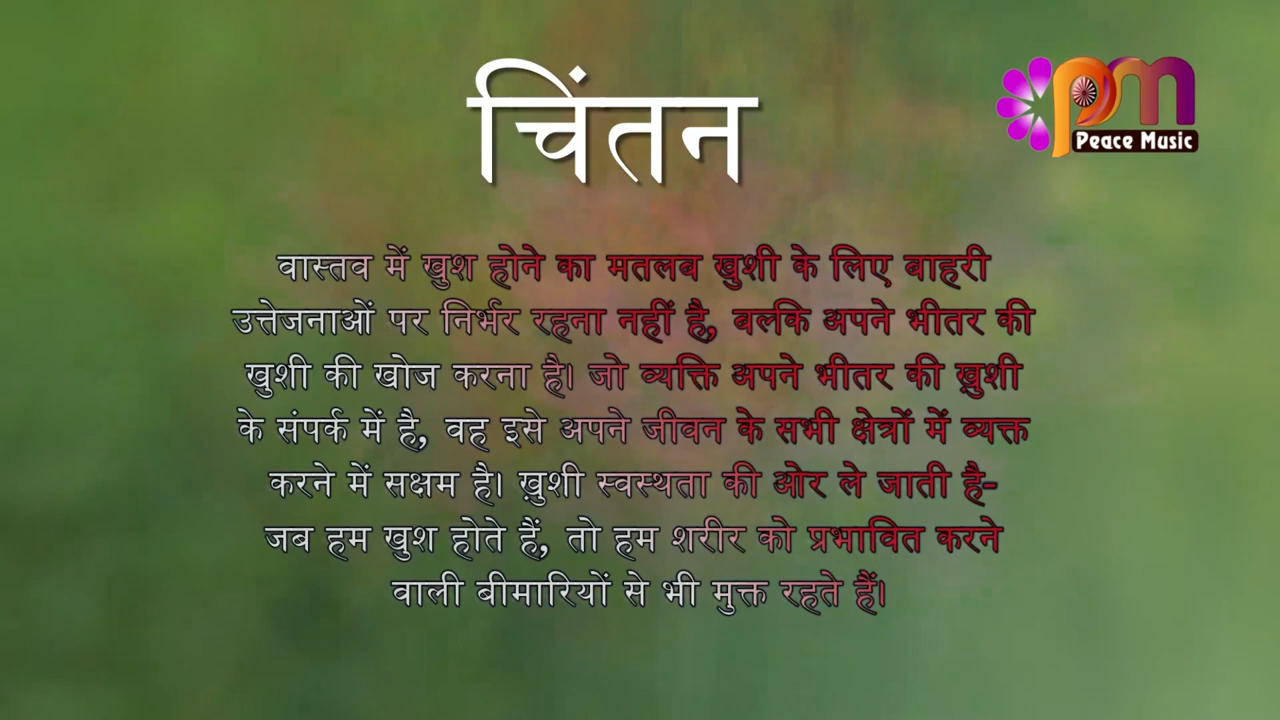 चिंतन
pm
Peace Music
वास्तव में खुश होने का मतलब खुशी के लिए बाहरी
उत्तेजनाओं पर निर्भर रहना नहीं है, बल्कि अपने भीतर की
खुशी की खोज करना है। जो व्यक्ति अपने भीतर की ख़ुशी
के संपर्क में है, वह इसे अपने जीवन के सभी क्षेत्रों में व्यक्त
करने में सक्षम है। ख़ुशी स्वस्थता की ओर ले जाती है-
जब हम खुश होते हैं, तो हम शरीर को प्रभावित करने
वाली बीमारियों से भी मुक्त रहते हैं।